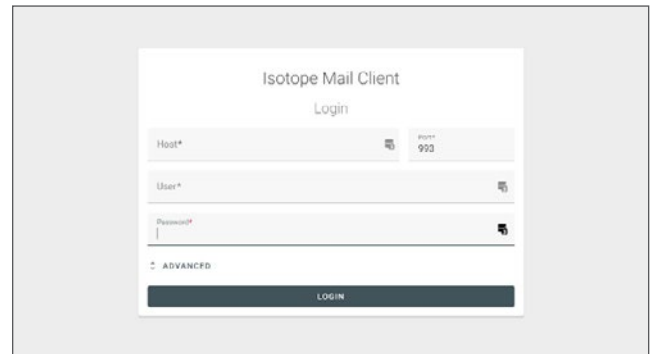 Isotope Mail Client
Login
Host*
Port*
993
User*
Password*
ADVANCED
LOGIN